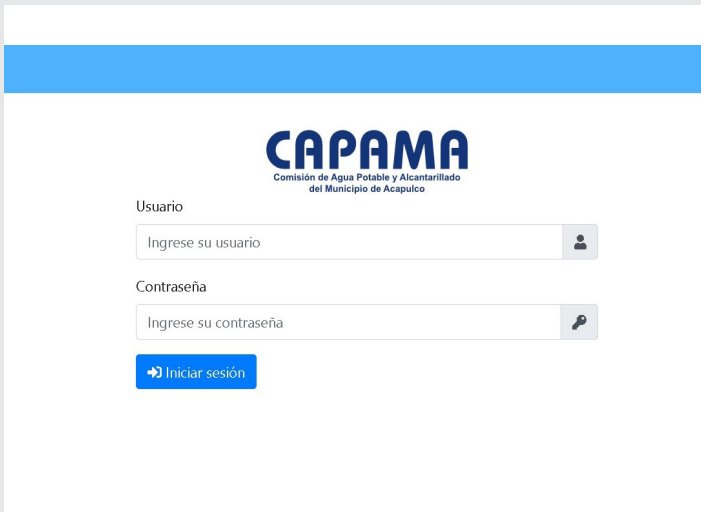 CAPAMA
Comisión de Agua Potable y Alcantarillado
del Municipio de Acapulco
Usuario
Ingrese su usuario
Contraseña
Ingrese su contraseña
Iniciar sesión